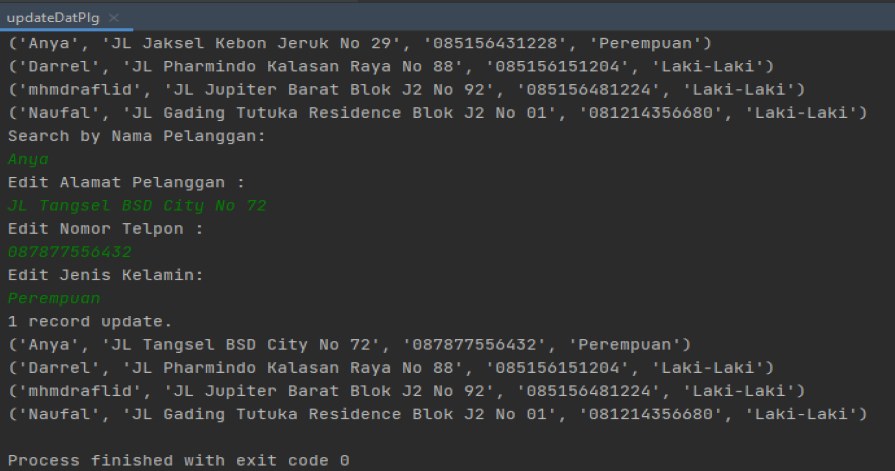 updateDatPlg
('Anya', 'JL Jaksel Kebon Jeruk No 29', '085156431228', 'Perempuan')
('Darrel', 'JL Pharmindo Kalasan Raya No 88', '085156151204', 'Laki-Laki')
('mhmdraflid', 'JL Jupiter Barat Blok J2 No 92', '085156481224', 'Laki-Laki')
('Naufal', 'JL Gading Tutuka Residence Blok J2 No 01', '081214356680', 'Laki-Laki')
Search by Nama Pelanggan:
Anya
Edit Alamat Pelanggan :
JL Tangsel BSD City No 72
Edit Nomor Telpon :
087877556432
Edit Jenis Kelamin:
Perempuan
1 record update.
('Anya', 'JL Tangsel BSD City No 72', '087877556432', 'Perempuan')
('Darrel', 'JL Pharmindo Kalasan Raya No 88', '085156151204', 'Laki-Laki')
('mhmdraflid', 'JL Jupiter Barat Blok J2 No 92', '085156481224', 'Laki-Laki')
('Naufal', 'JL Gading Tutuka Residence Blok J2 No 01', '081214356680', 'Laki-Laki')
Process finished with exit code 0